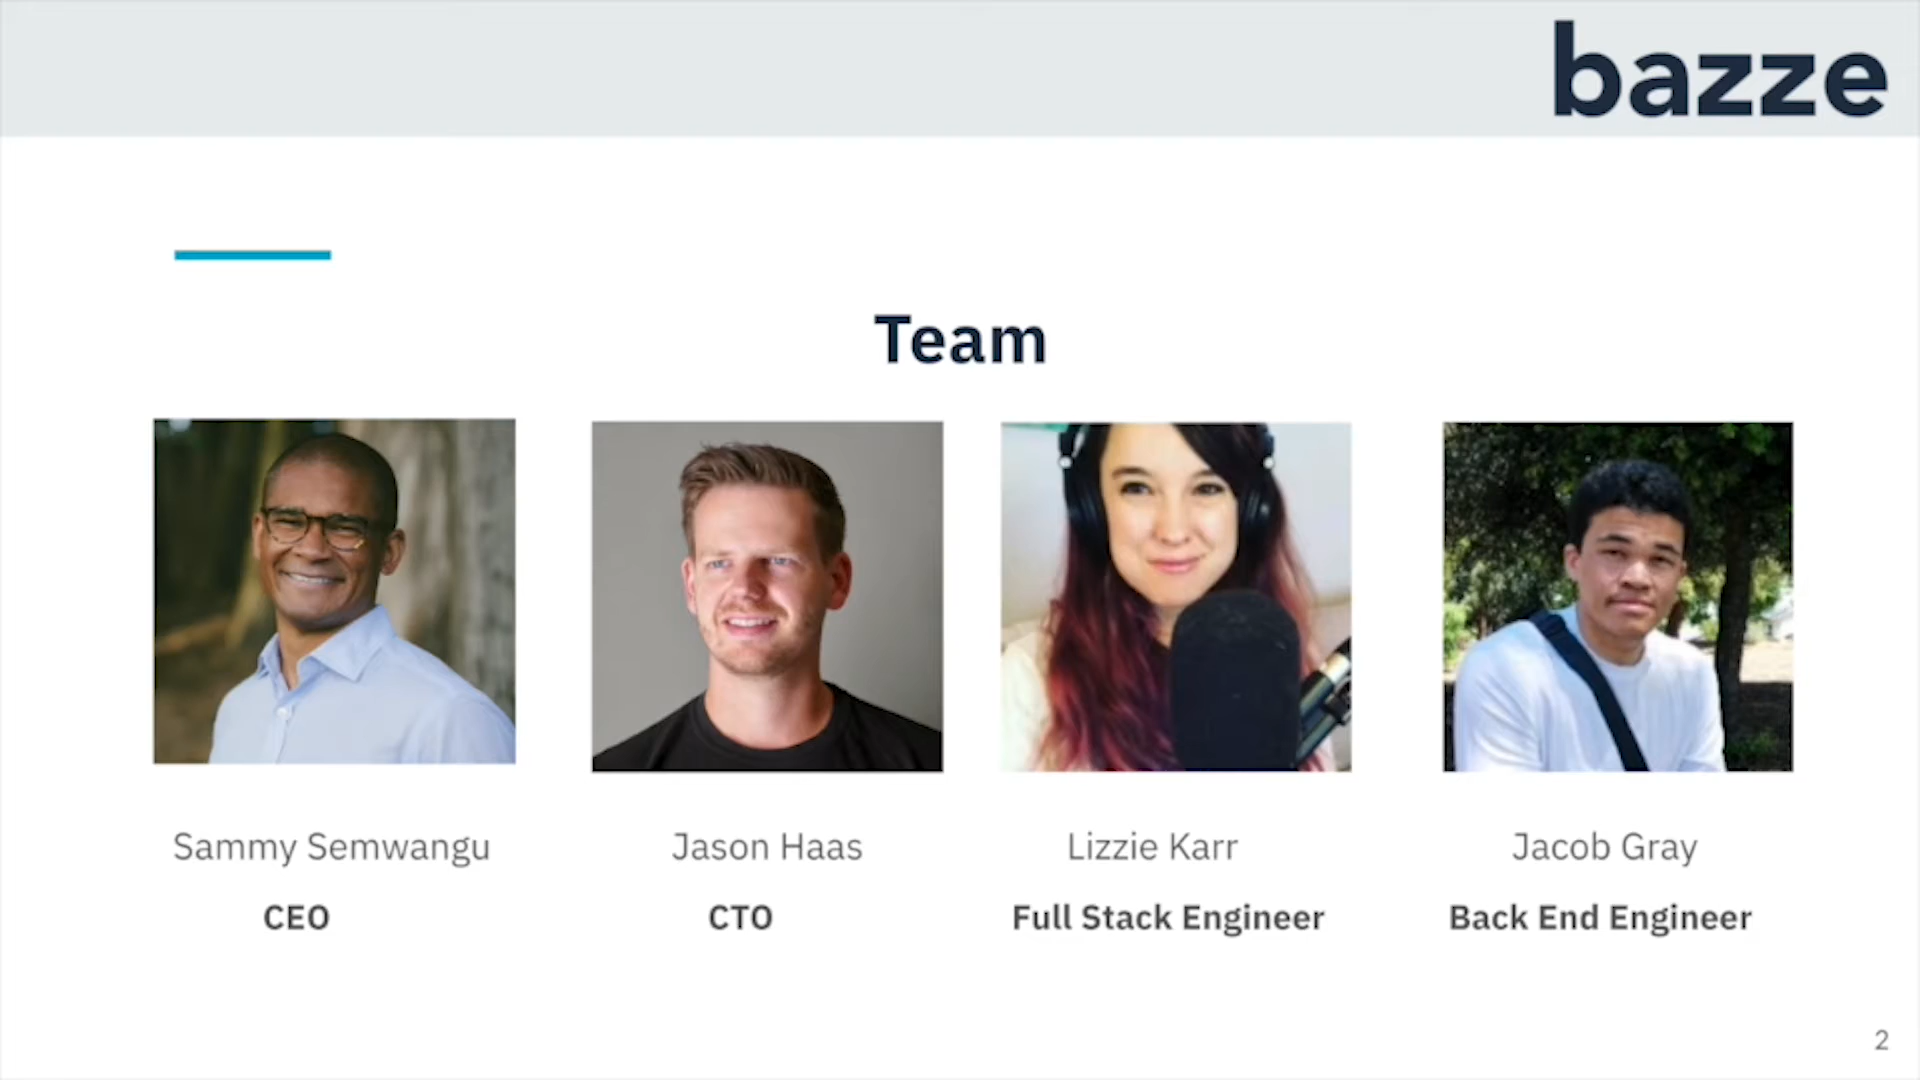 bazze
Team
Sammy Semwangu
Jason Haas
Lizzie Karr
Jacob Gray
CEO
CTO
Full Stack Engineer
Back End Engineer
2